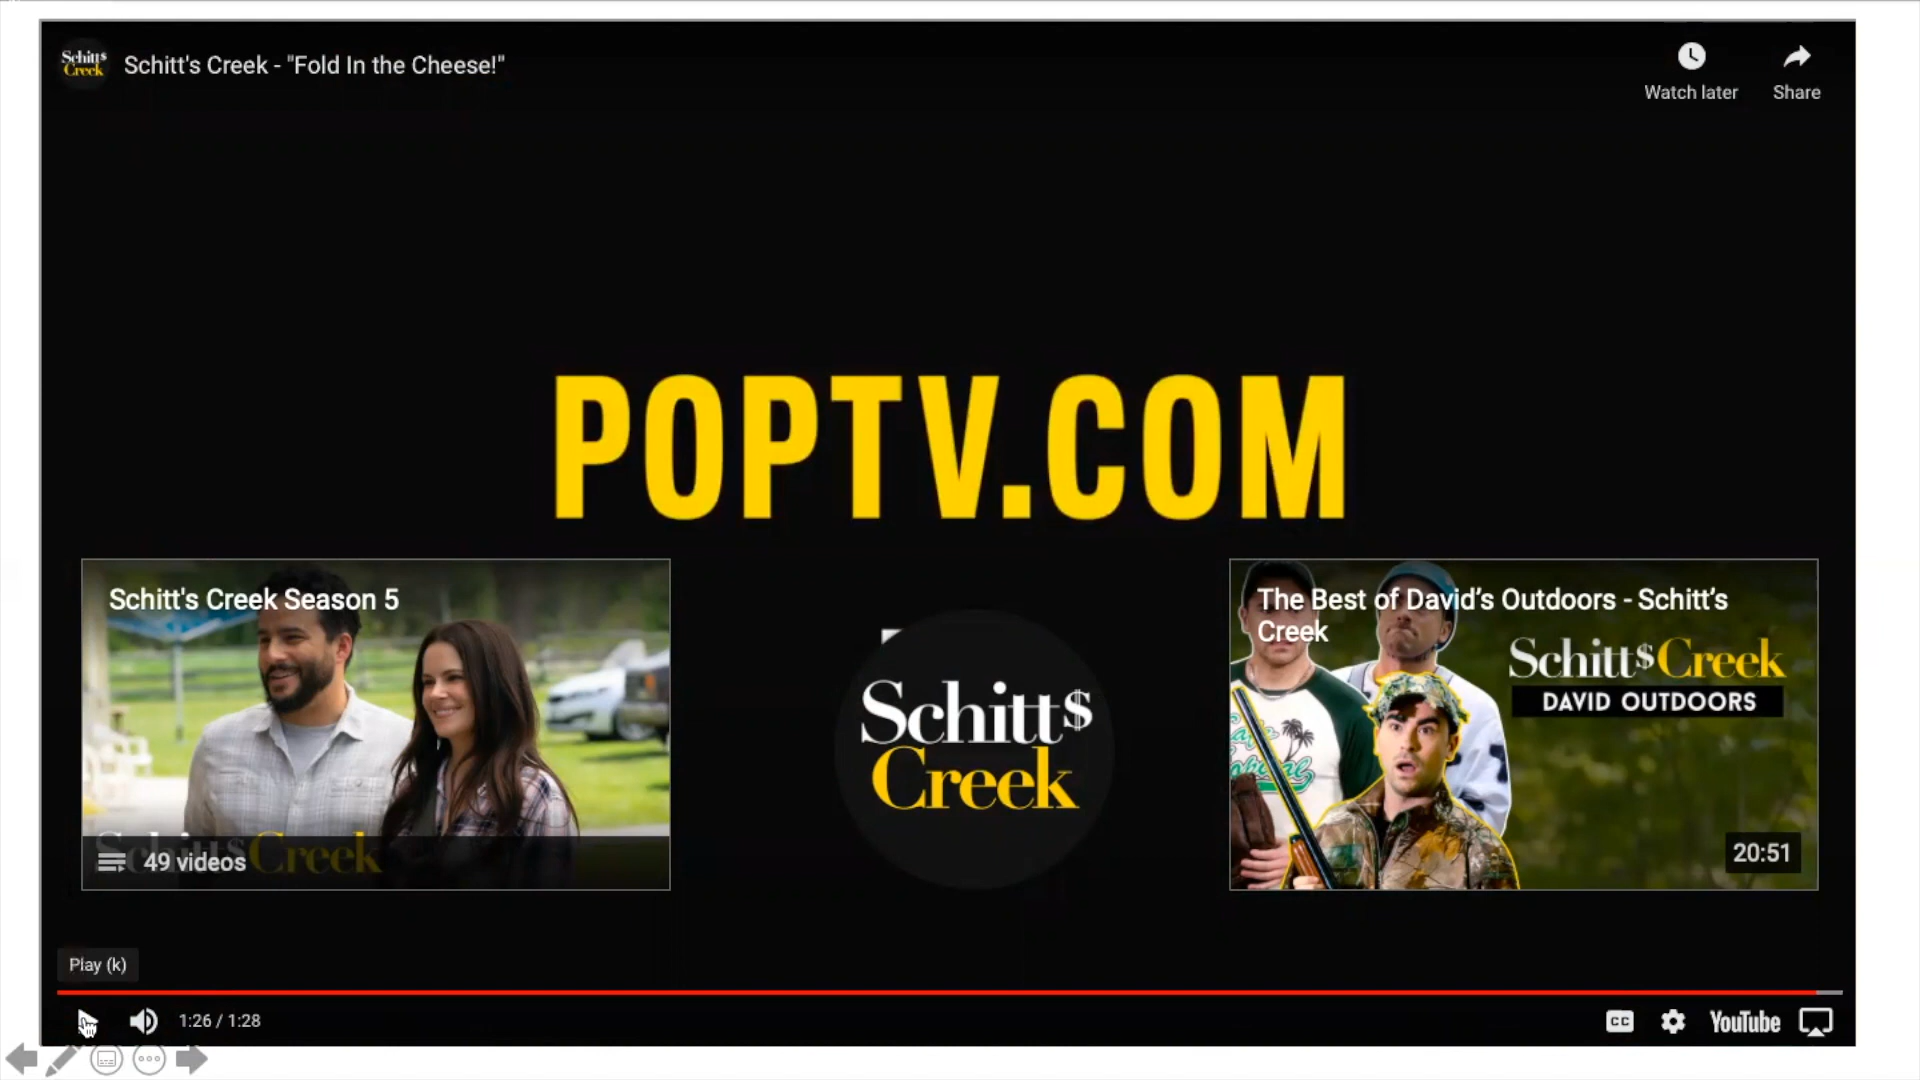 Schitt$
Creek
Schitt's Creek - "Fold In the Cheese!"
Watch later
Share
POPTV.COM
Schitt's Creek Season 5
Schitt$ Creek
49 videos
Schitt$
Creek
The Best of David’s Outdoors - Schitt’s
Creek
Schitt$ Creek
DAVID OUTDOORS
20:51
Play (k)
1:26 / 1:28
CC
YouTube